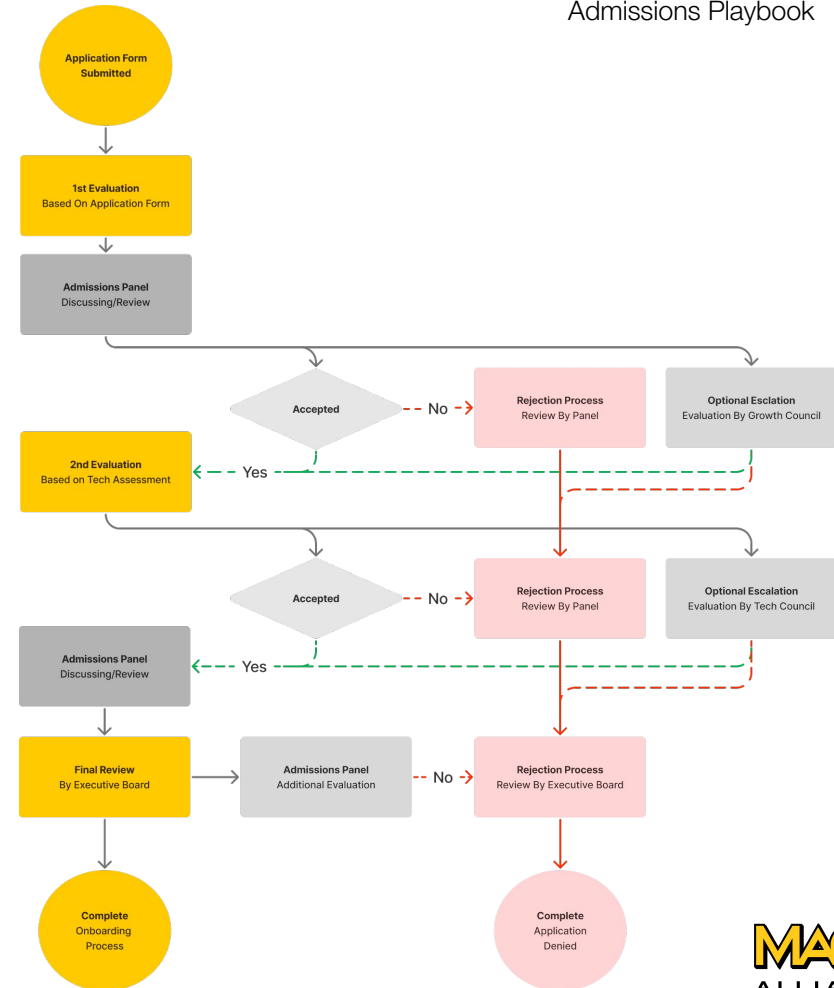 Admissions Playbook
Application Form
Submitted
1st Evaluation
Based On Application Form
Admissions Panel
Discussing/Review
Accepted
No
Rejection Process
Review By Panel
Optional Esclation
Evaluation By Growth Council
2nd Evaluation
Based on Tech Assessment
Yes
Accepted
No
Rejection Process
Review By Panel
Optional Escalation
Evaluation By Tech Council
Admissions Panel
Discussing/Review
Yes
Final Review
By Executive Board
Admissions Panel
Additional Evaluation
No
Rejection Process
Review By Executive Board
Complete
Onboarding
Process
Complete
Application
Denied